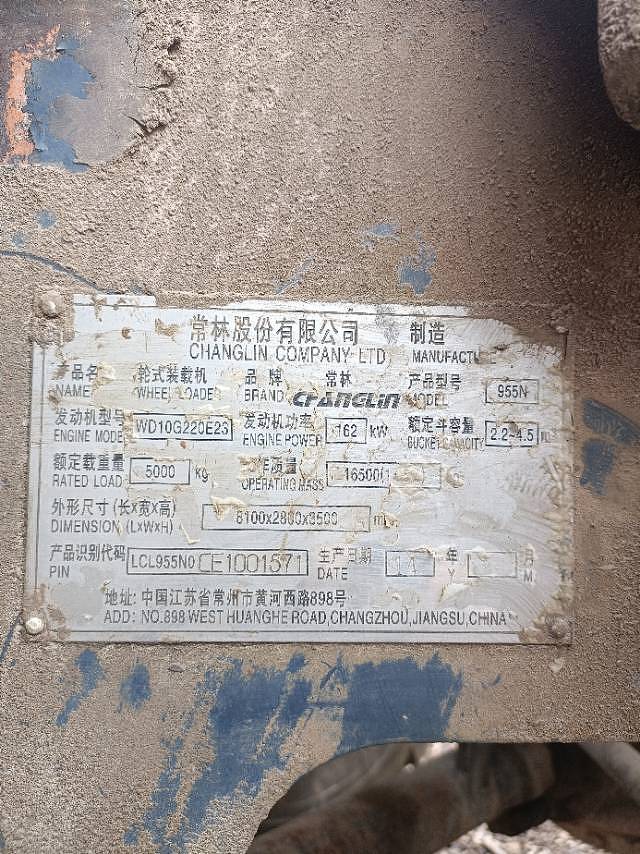 常林股份有限公司 制造
CHANGLIN COMPANY LTD MANUFACTURE
产品名 轮式装载机 品牌 常林 产品型号 955N
NAME WHEEL LOADER BRAND CHANGLIN MODEL
发动机型号 WD10G220E23 发动机功率 162 kW 额定斗容量 2.2-4.5
ENGINE MODE ENGINE POWER BUCKET CAPACITY
额定载重量 5000 kg 作质量 16500
RATED LOAD OPERATING MASS
外形尺寸(长x宽x高) 8100x2800x3500
DIMENSION (LxWxH)
产品识别代码 LCL955N0 CE1001571 生产日期 年 月
PIN DATE Y M
地址: 中国江苏省常州市黄河西路898号
ADD: NO.898 WEST HUANGHE ROAD,CHANGZHOU,JIANGSU,CHINA